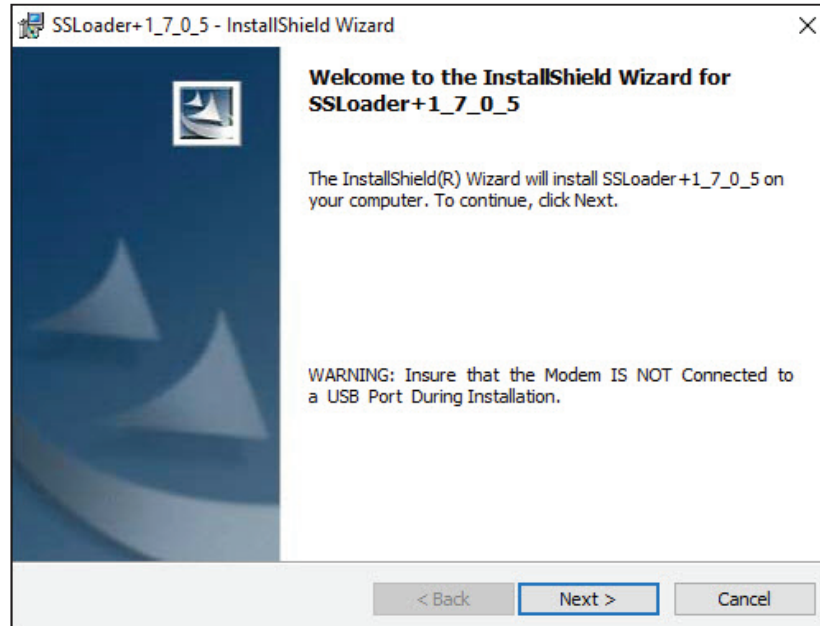 SSLoader+1_7_0_5 - InstallShield Wizard
Welcome to the InstallShield Wizard for
SSLoader+1_7_0_5
The InstallShield(R) Wizard will install SSLoader+1_7_0_5 on
your computer. To continue, click Next.
WARNING: Insure that the Modem IS NOT Connected to
a USB Port During Installation.
< Back Next > Cancel